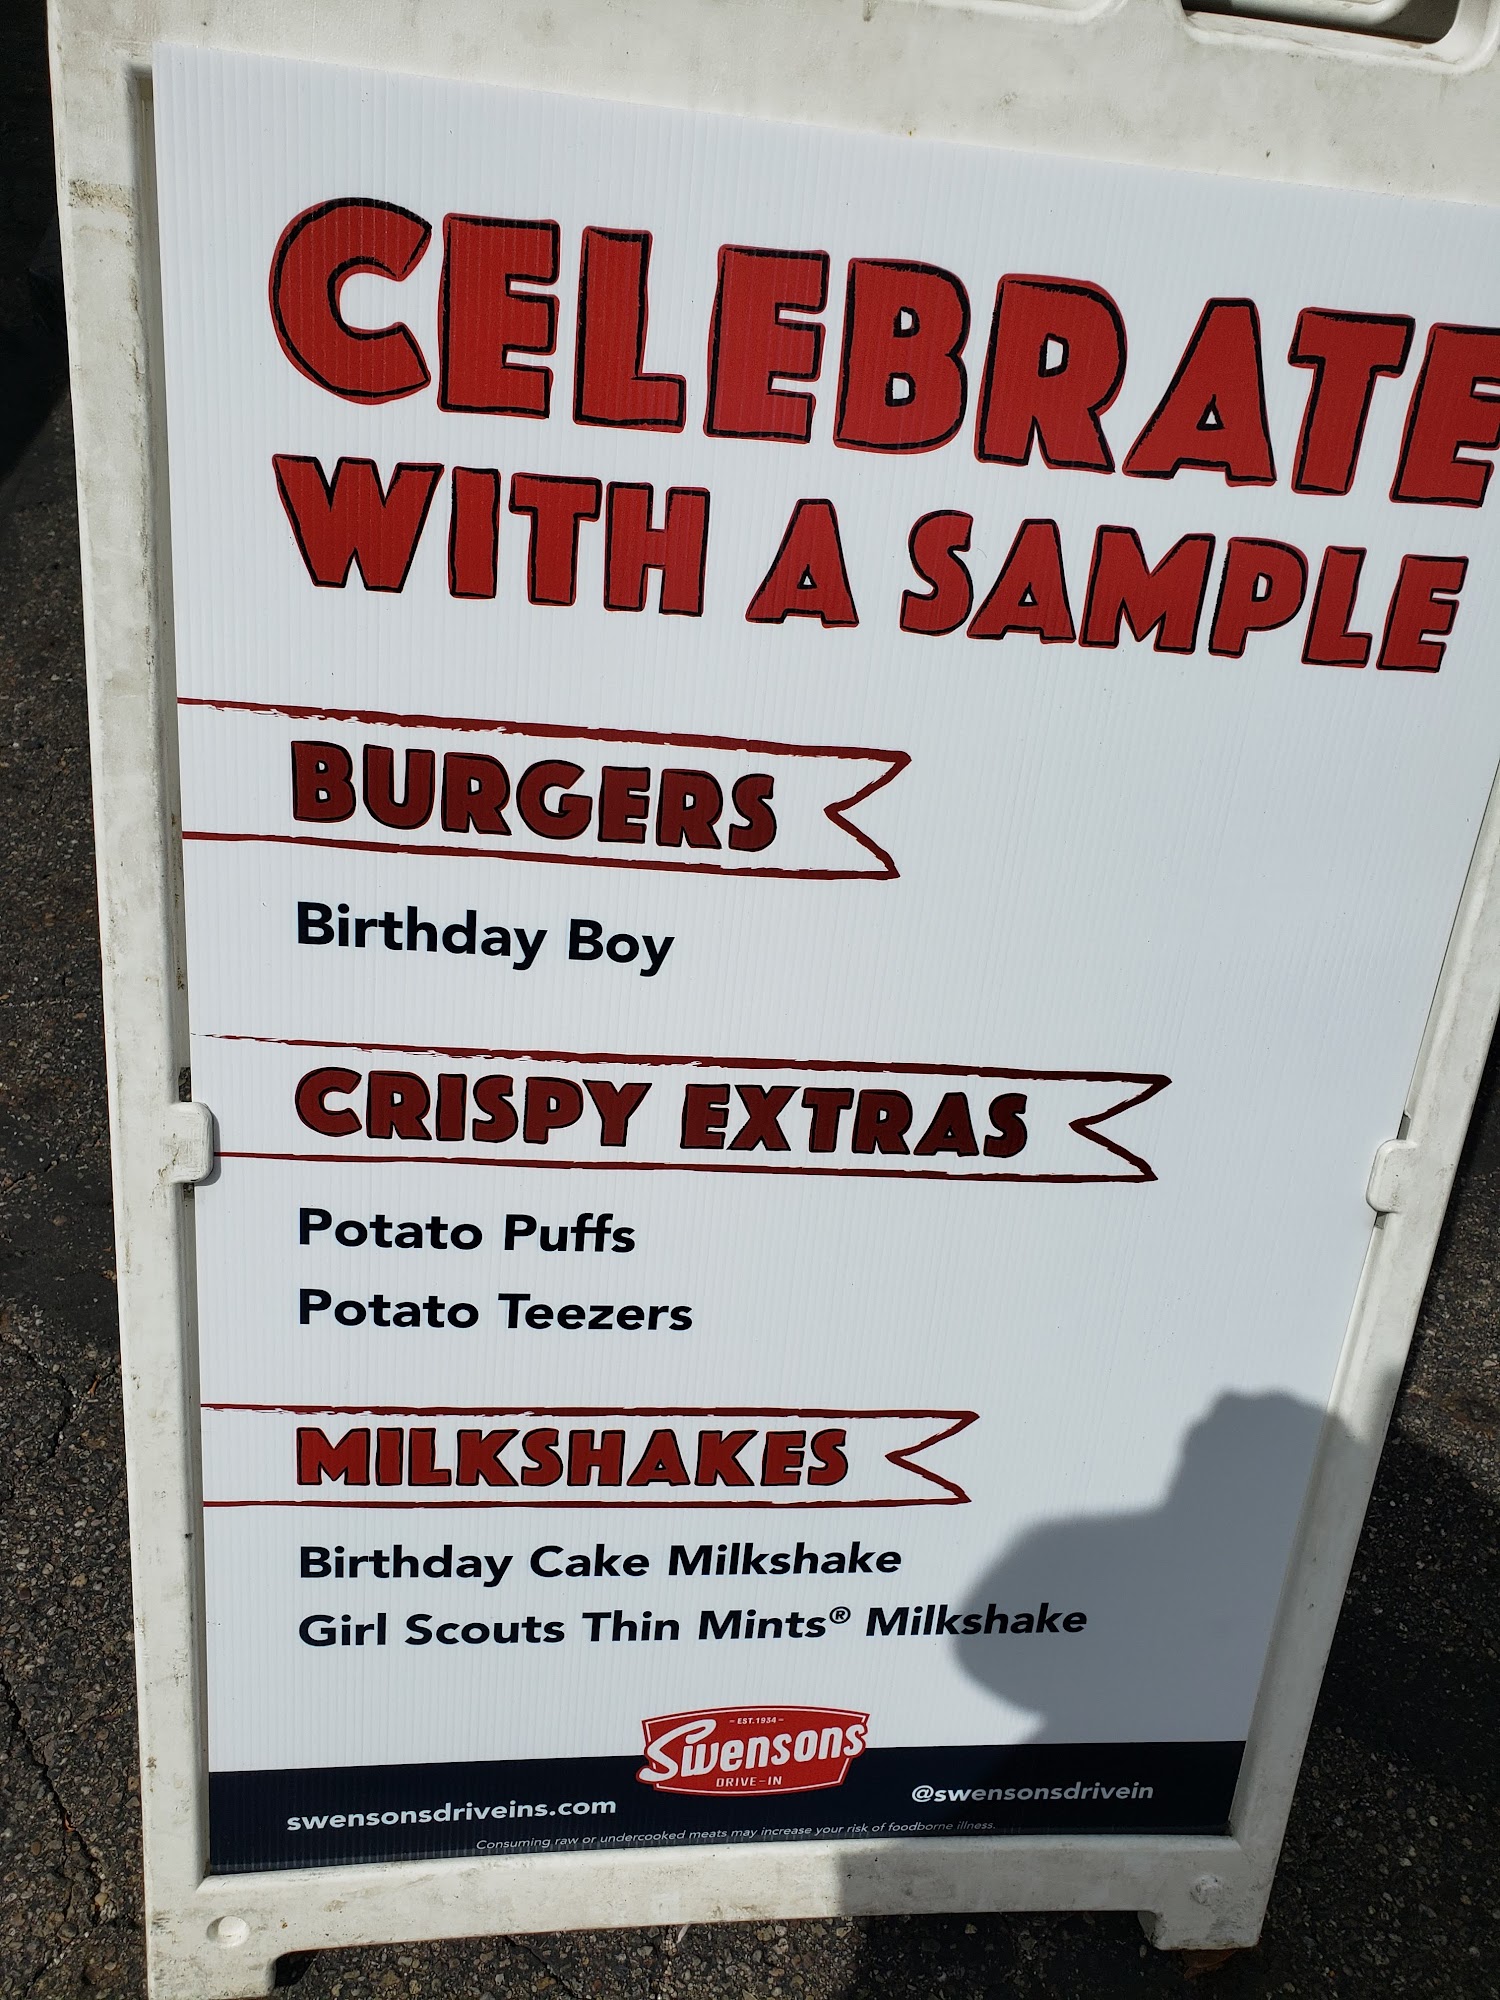 CELEBRATE
WITH A SAMPLE
BURGERS
Birthday Boy
CRISPY EXTRAS
Potato Puffs
Potato Teezers
MILKSHAKES
Birthday Cake Milkshake
Girl Scouts Thin Mints® Milkshake
- EST.1934 -
Swensons
DRIVE-IN
swensonsdriveins.com
@swensonsdrivein
Consuming raw or undercooked meats may increase your risk of foodborne illness.